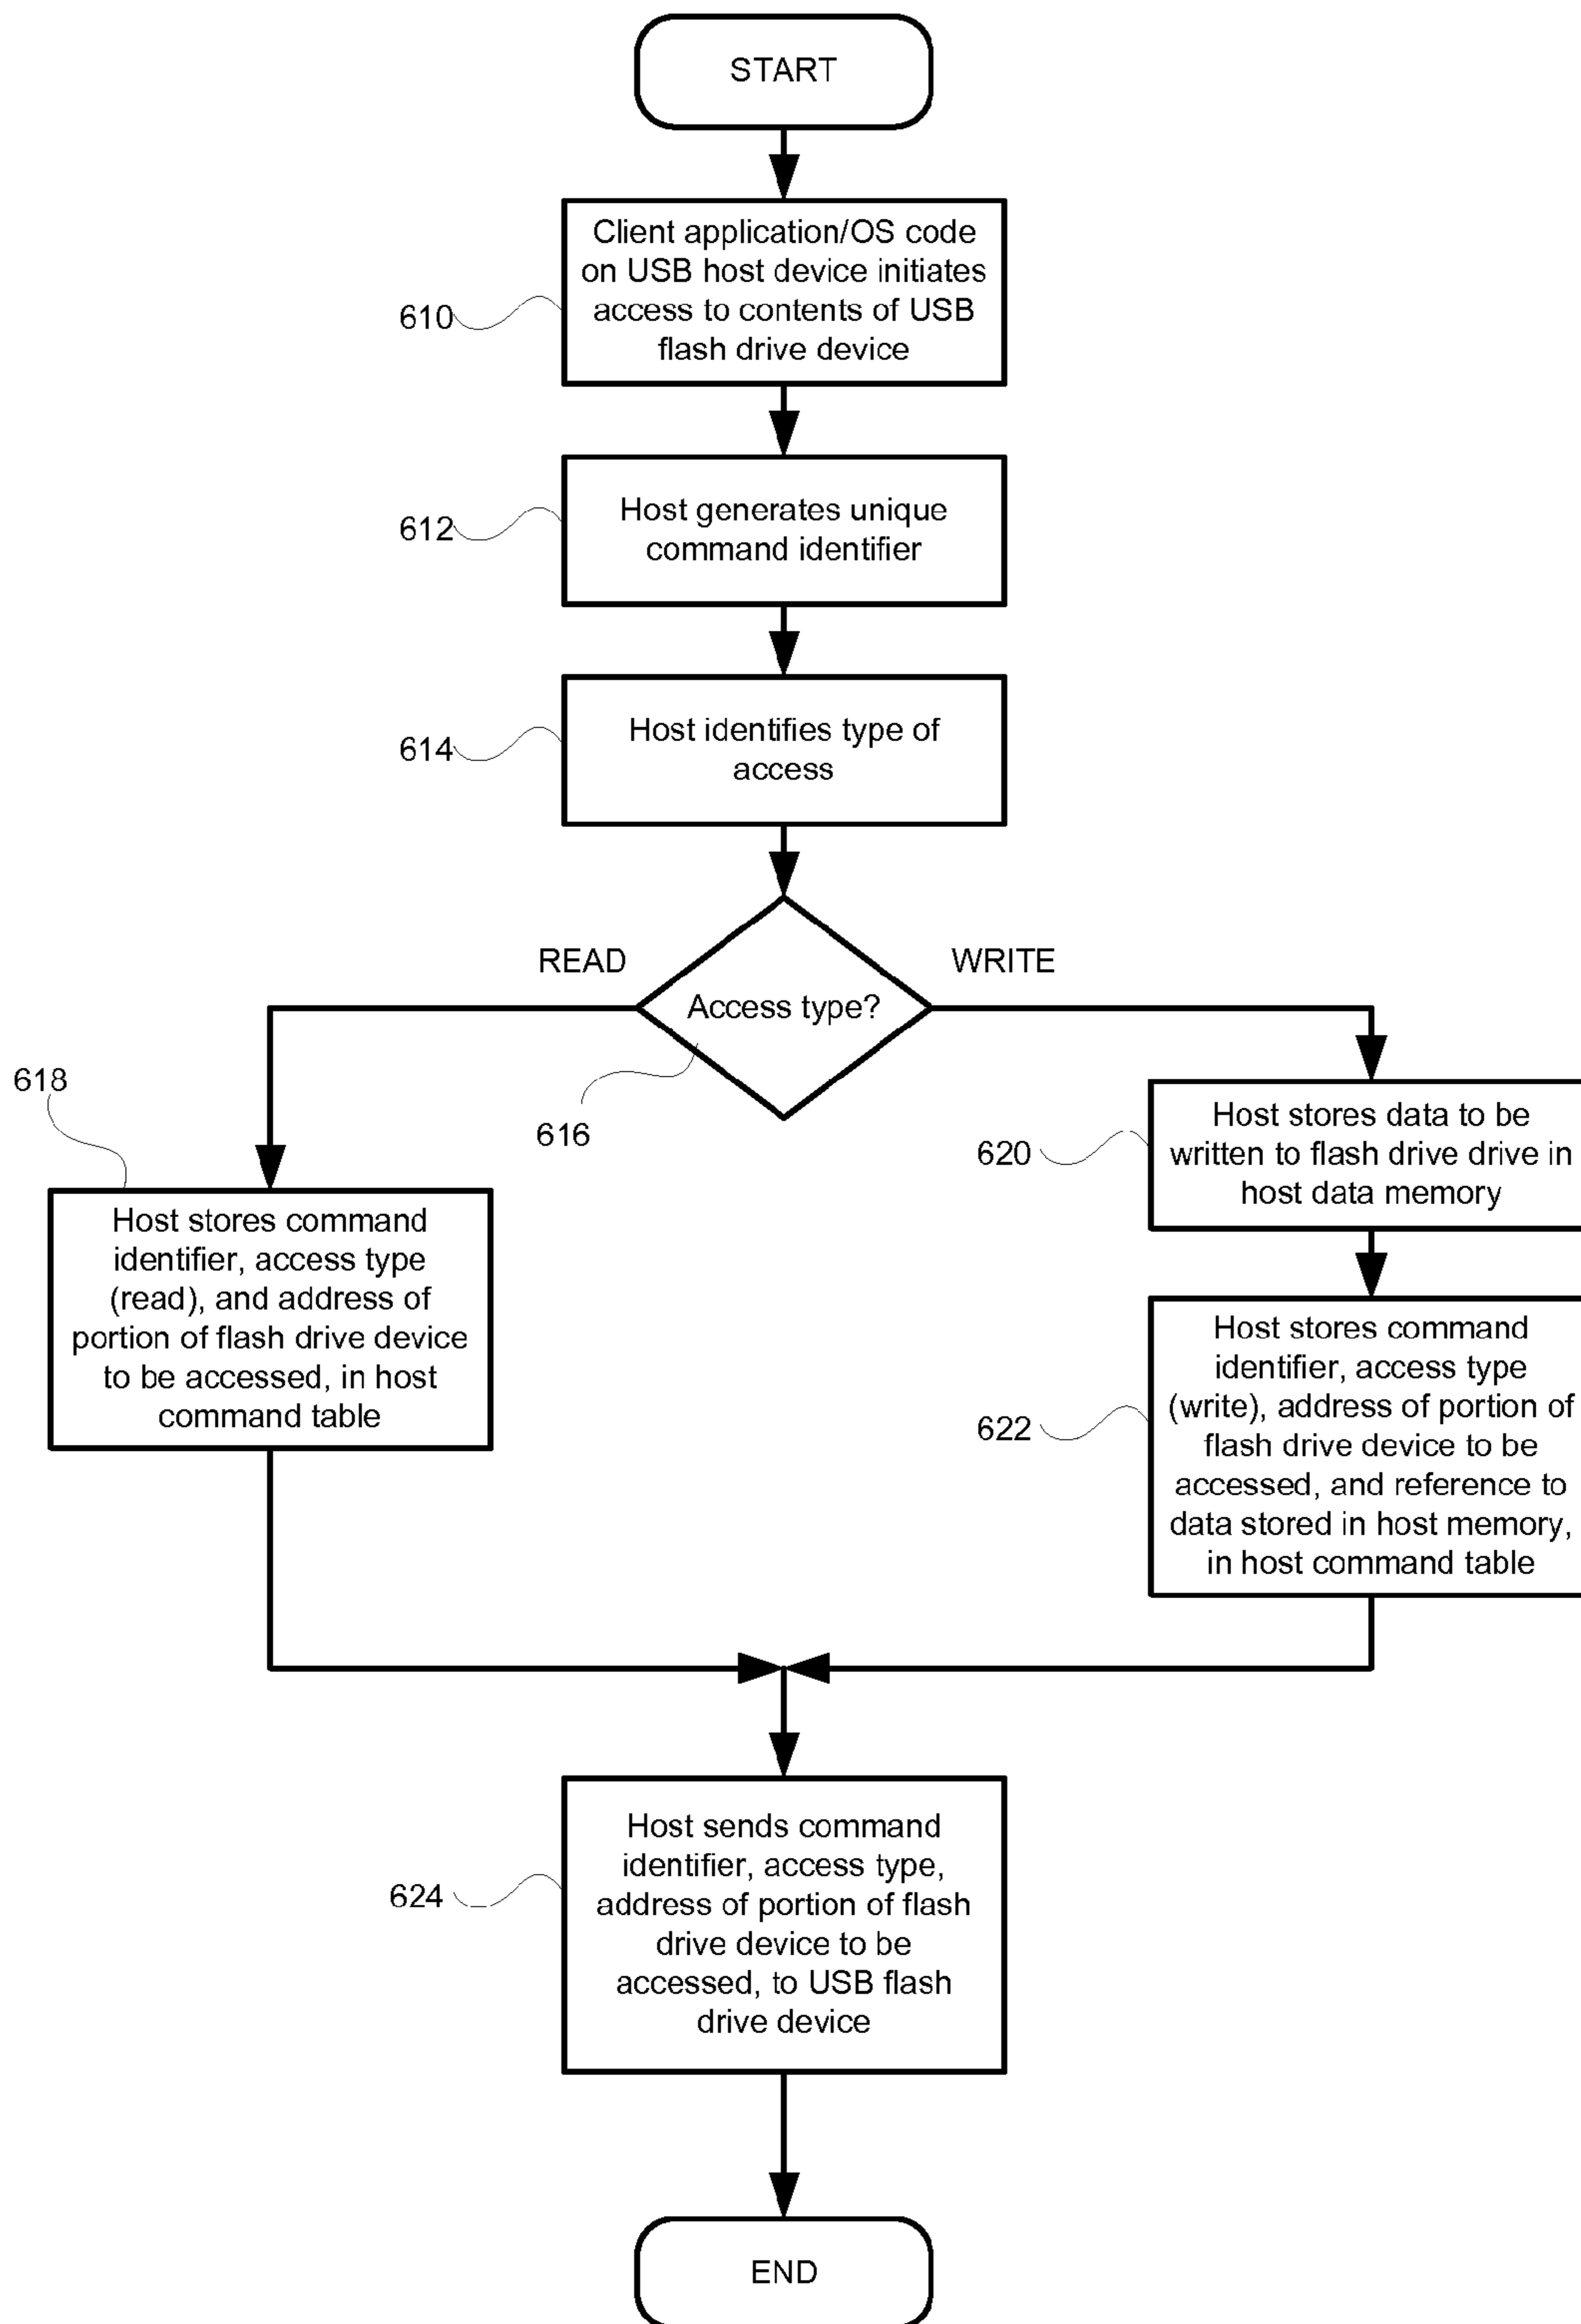 START
Client application/OS code
on USB host device initiates
access to contents of USB
flash drive device
610
Host generates unique
command identifier
612
Host identifies type of
access
614
READ
WRITE
Access type?
616
618
Host stores command
identifier, access type
(read), and address of
portion of flash drive device
to be accessed, in host
command table
Host stores data to be
written to flash drive drive in
host data memory
620
Host stores command
identifier, access type
(write), address of portion of
flash drive device to be
accessed, and reference to
data stored in host memory,
in host command table
622
Host sends command
identifier, access type,
address of portion of flash
drive device to be
accessed, to USB flash
drive device
624
END